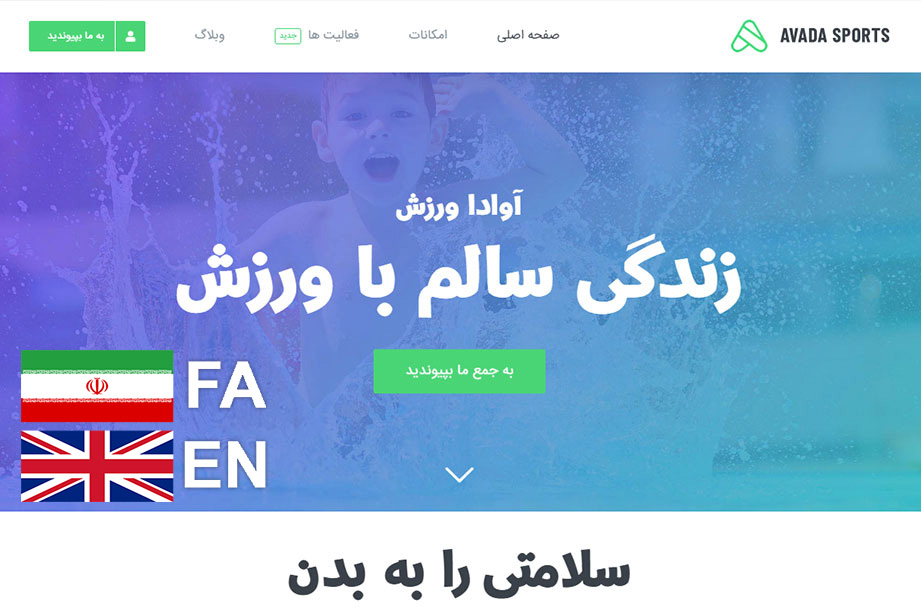 AVADA SPORTS
صفحه اصلی
امکانات
فعالیت ها جدید
وبلاگ
به ما بپیوندید
آوادا ورزش
زندگی سالم با ورزش
به جمع ما بپیوندید
FA
EN
سلامتی را به بدن